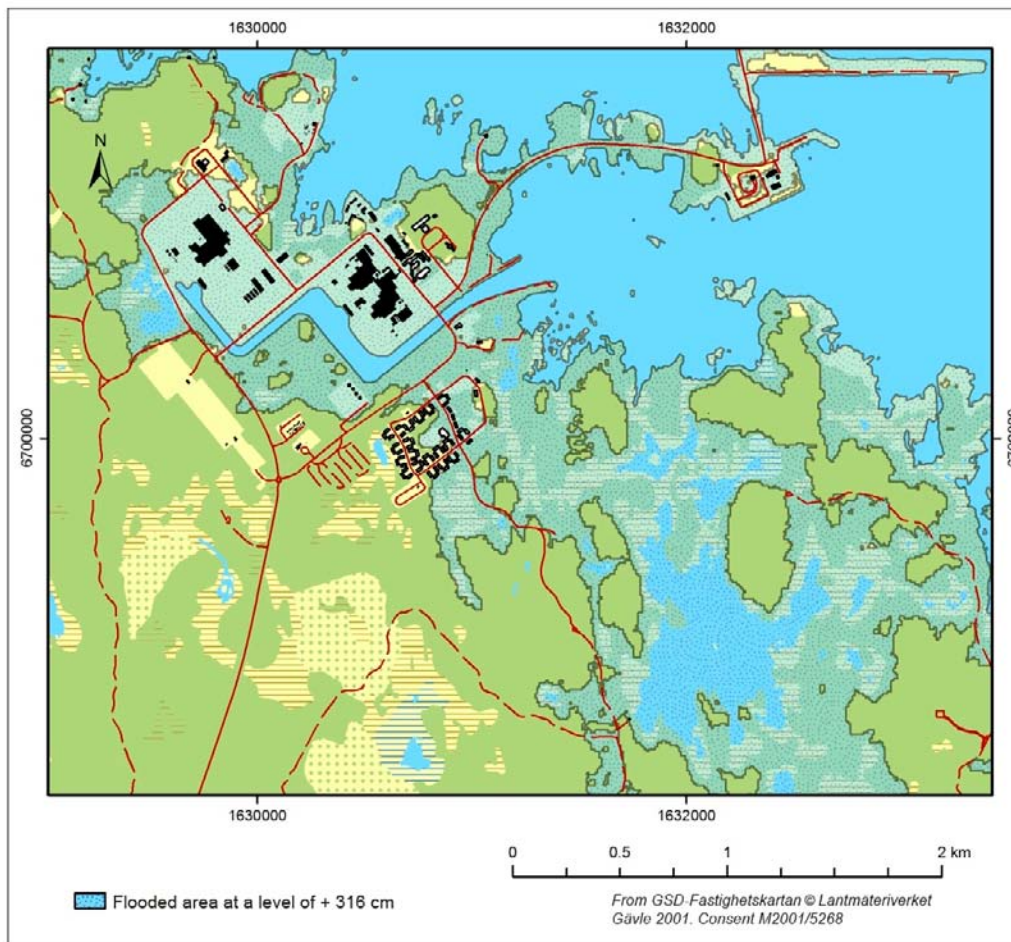 1630000 1632000
N
6700000
1630000 1632000
0 0.5 1 2 km
Flooded area at a level of + 316 cm
From GSD-Fastighetskartan © Lantmäteriverket
Gävle 2001. Consent M2001/5268